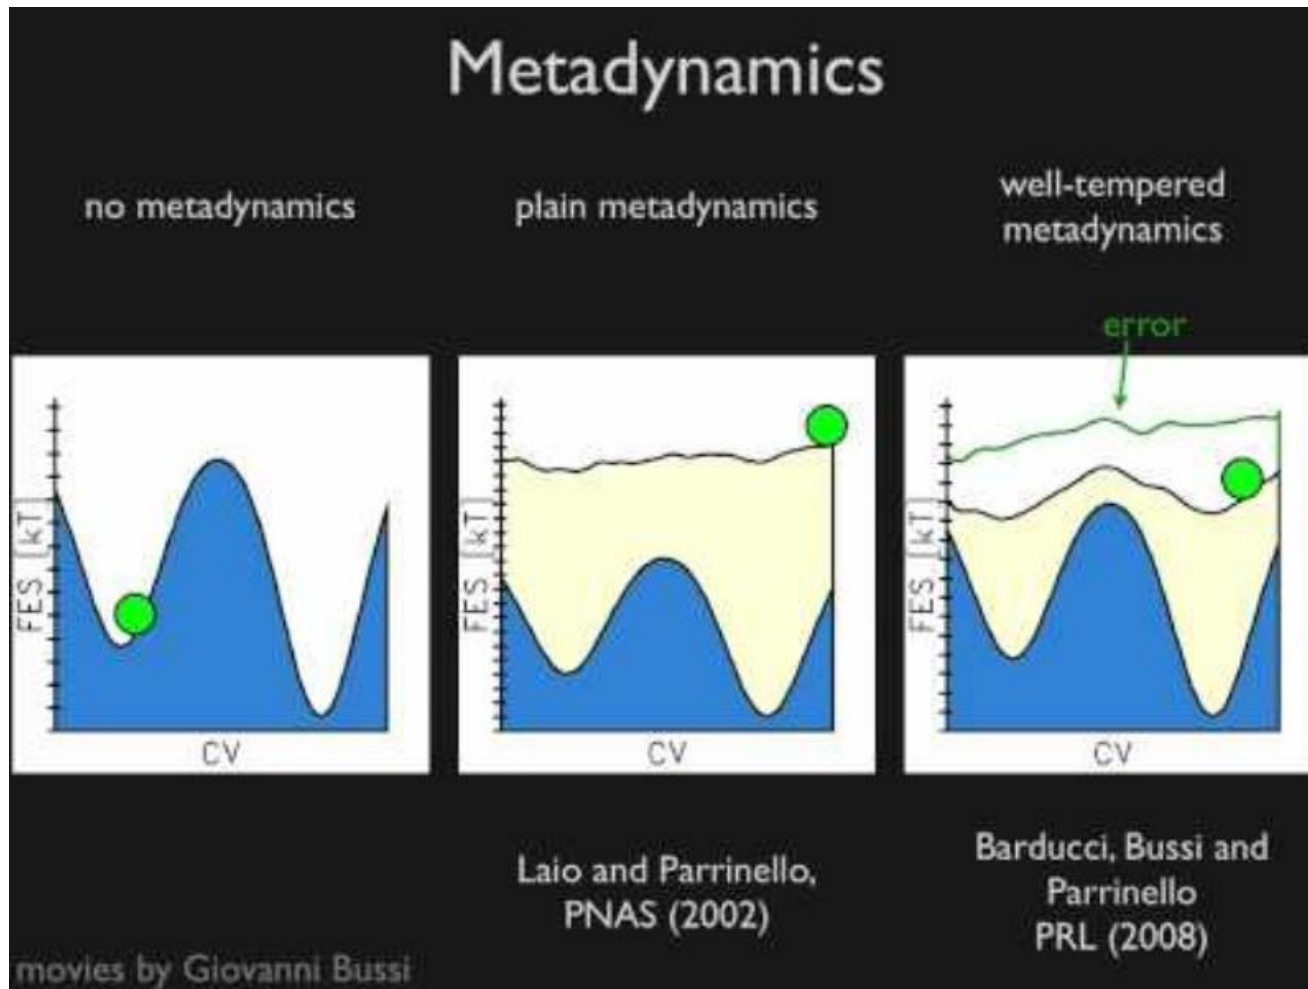 Metadynamics
no metadynamics
plain metadynamics
well-tempered
metadynamics
error
FES [kT]
CV
FES [kT]
CV
FES [kT]
CV
Laio and Parrinello,
PNAS (2002)
Barducci, Bussi and
Parrinello
PRL (2008)
movies by Giovanni Bussi